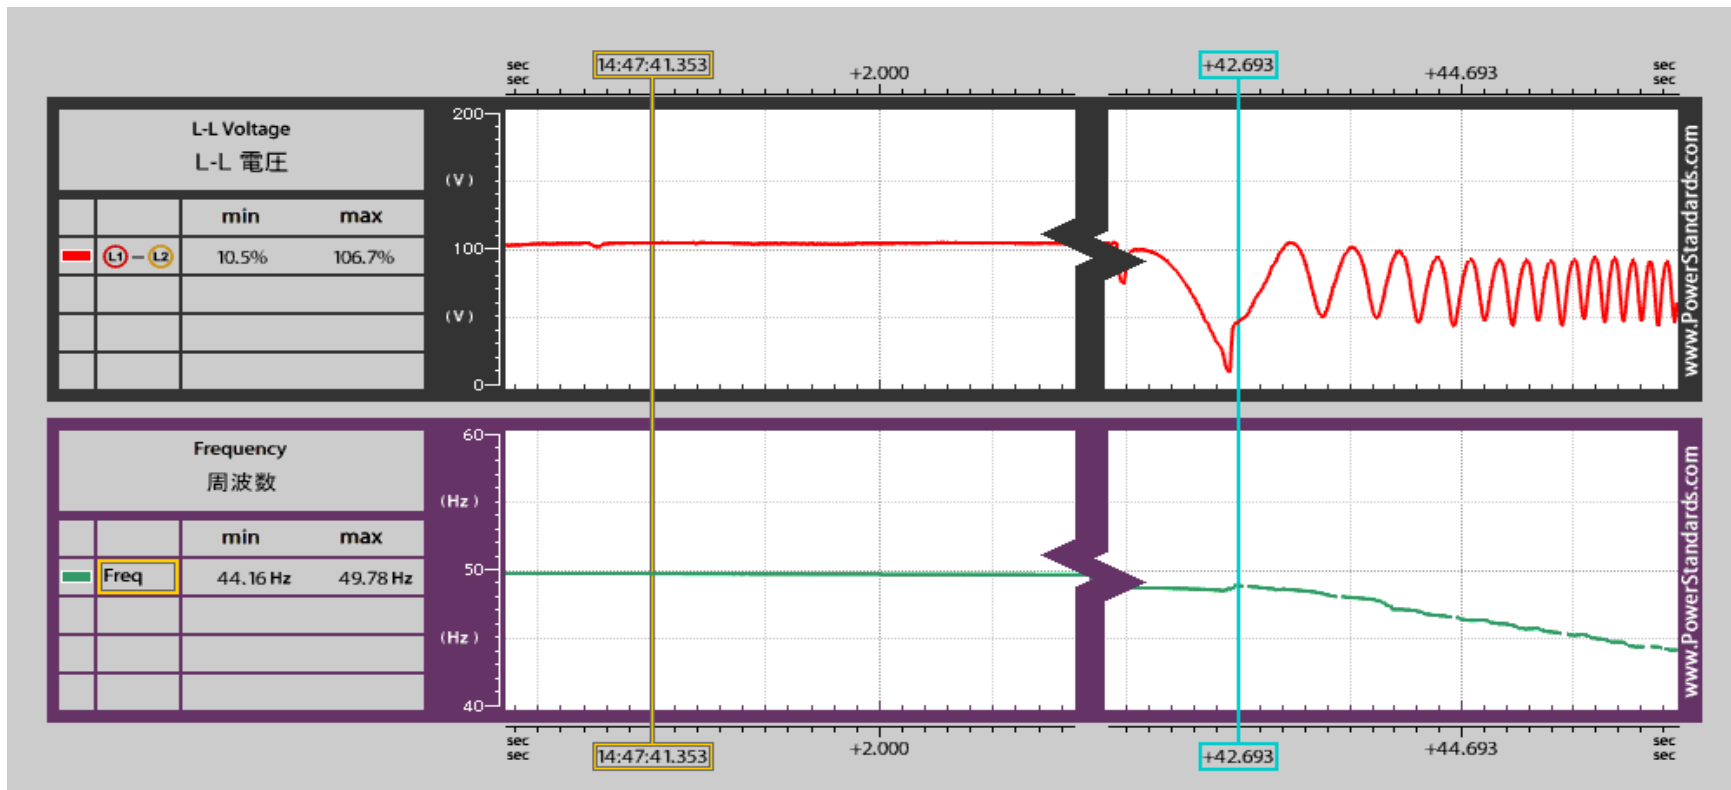 sec
sec
14:47:41.353
+2.000
+42.693
+44.693
sec
sec
L-L Voltage
L-L 電圧
min max
L1 – L2 10.5% 106.7%
200
(V)
100
(V)
0
www.PowerStandards.com
Frequency
周波数
min max
Freq 44.16 Hz 49.78 Hz
60
(Hz)
50
(Hz)
40
www.PowerStandards.com
sec
sec
14:47:41.353
+2.000
+42.693
+44.693
sec
sec